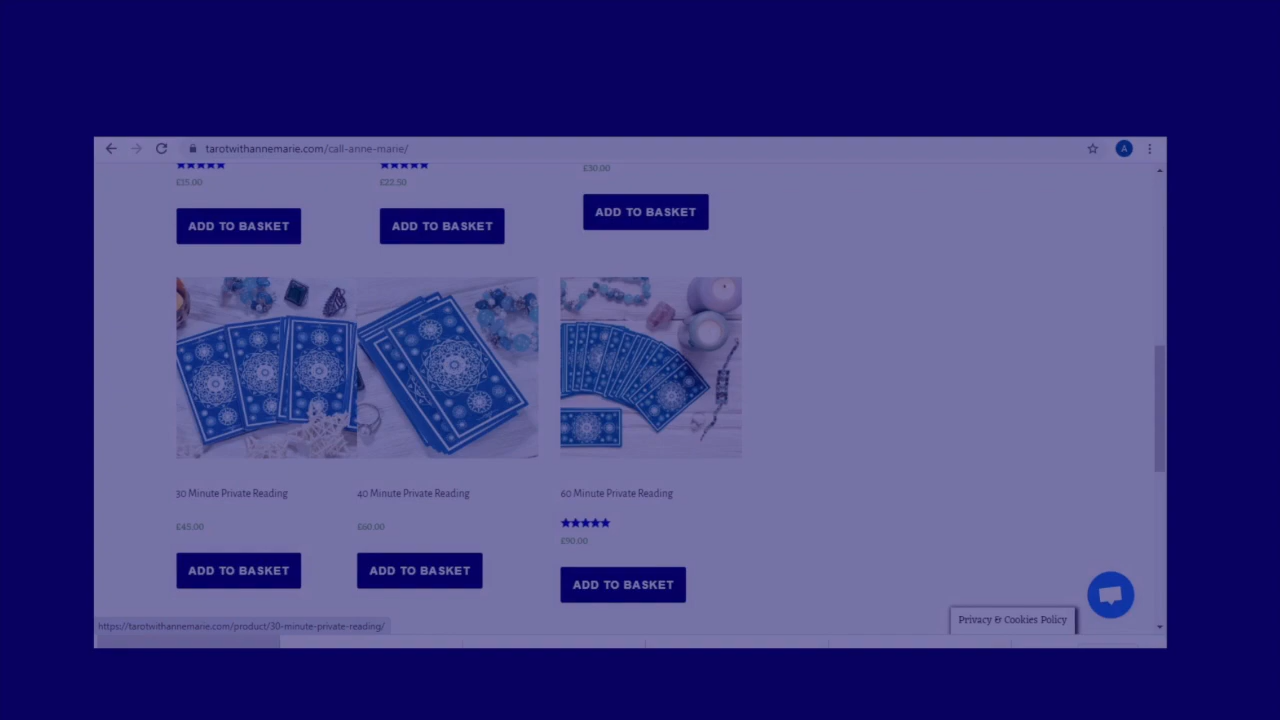 tarotwithannemarie.com/call-anne-marie/
A
£15.00
£22.50
£30.00
ADD TO BASKET
ADD TO BASKET
ADD TO BASKET
30 Minute Private Reading
40 Minute Private Reading
60 Minute Private Reading
£45.00
£60.00
£90.00
ADD TO BASKET
ADD TO BASKET
ADD TO BASKET
Privacy & Cookies Policy
https://tarotwithannemarie.com/product/30-minute-private-reading/